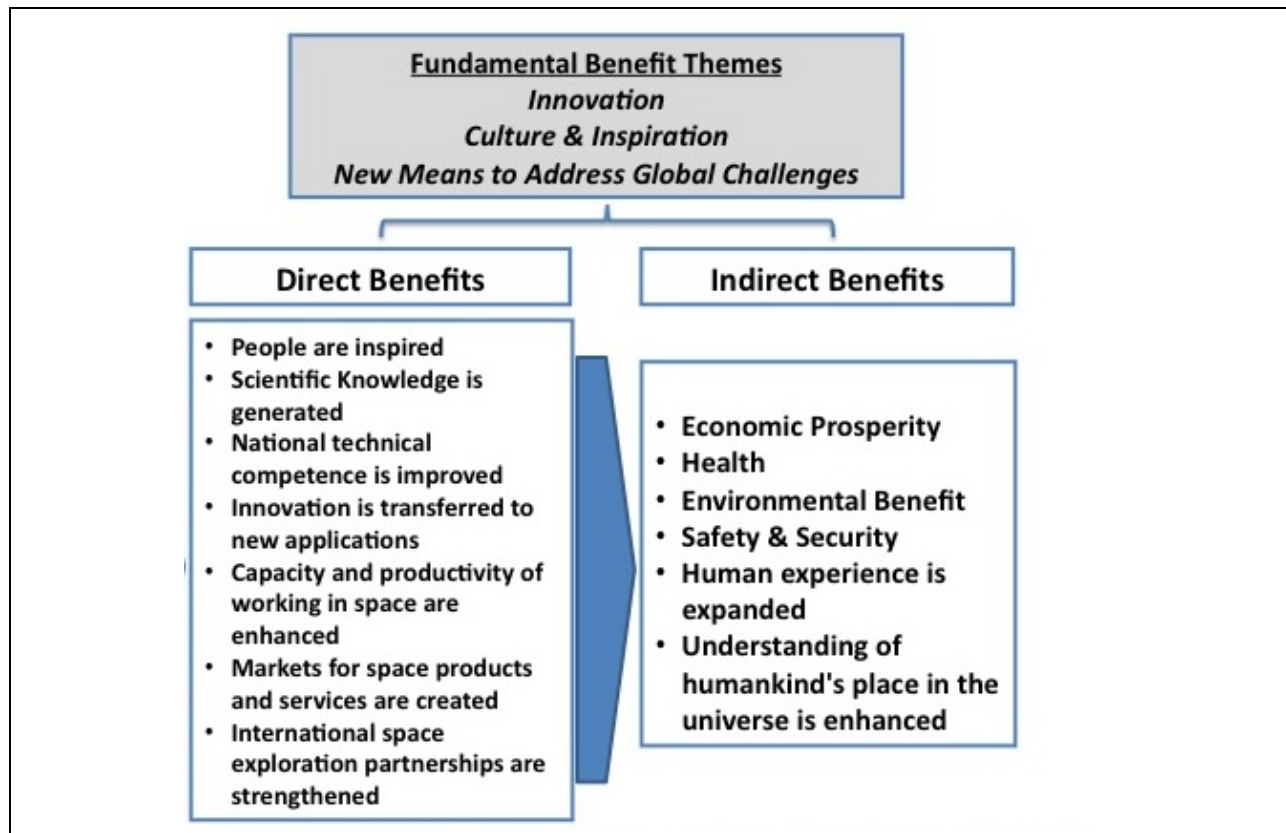 Fundamental Benefit Themes
Innovation
Culture & Inspiration
New Means to Address Global Challenges
Direct Benefits
• People are inspired
• Scientific Knowledge is
generated
• National technical
competence is improved
• Innovation is transferred to
new applications
• Capacity and productivity of
working in space are
enhanced
• Markets for space products
and services are created
• International space
exploration partnerships are
strengthened
Indirect Benefits
• Economic Prosperity
• Health
• Environmental Benefit
• Safety & Security
• Human experience is
expanded
• Understanding of
humankind's place in the
universe is enhanced